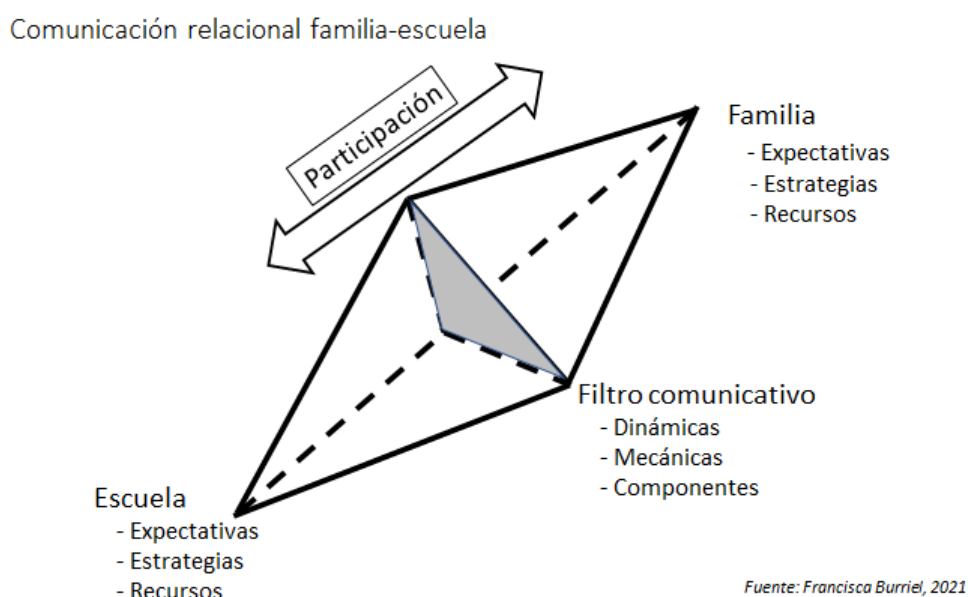 Comunicación relacional familia-escuela
Participación
Familia
- Expectativas
- Estrategias
- Recursos
Filtro comunicativo
- Dinámicas
- Mecánicas
- Componentes
Escuela
- Expectativas
- Estrategias
- Recursos
Fuente: Francisca Burriel, 2021